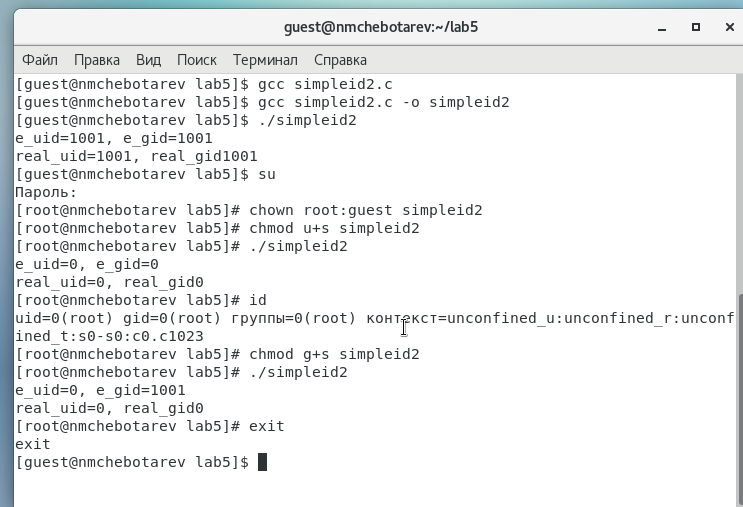 guest@nmchebotarev:~/lab5
Файл Правка Вид Поиск Терминал Справка
[guest@nmchebotarev lab5]$ gcc simpleid2.c
[guest@nmchebotarev lab5]$ gcc simpleid2.c -o simpleid2
[guest@nmchebotarev lab5]$ ./simpleid2
e_uid=1001, e_gid=1001
real_uid=1001, real_gid1001
[guest@nmchebotarev lab5]$ su
Пароль:
[root@nmchebotarev lab5]# chown root:guest simpleid2
[root@nmchebotarev lab5]# chmod u+s simpleid2
[root@nmchebotarev lab5]# ./simpleid2
e_uid=0, e_gid=0
real_uid=0, real_gid0
[root@nmchebotarev lab5]# id
uid=0(root) gid=0(root) группы=0(root) контекст=unconfined_u:unconfined_r:unconf
ined_t:s0-s0:c0.c1023
[root@nmchebotarev lab5]# chmod g+s simpleid2
[root@nmchebotarev lab5]# ./simpleid2
e_uid=0, e_gid=1001
real_uid=0, real_gid0
[root@nmchebotarev lab5]# exit
exit
[guest@nmchebotarev lab5]$